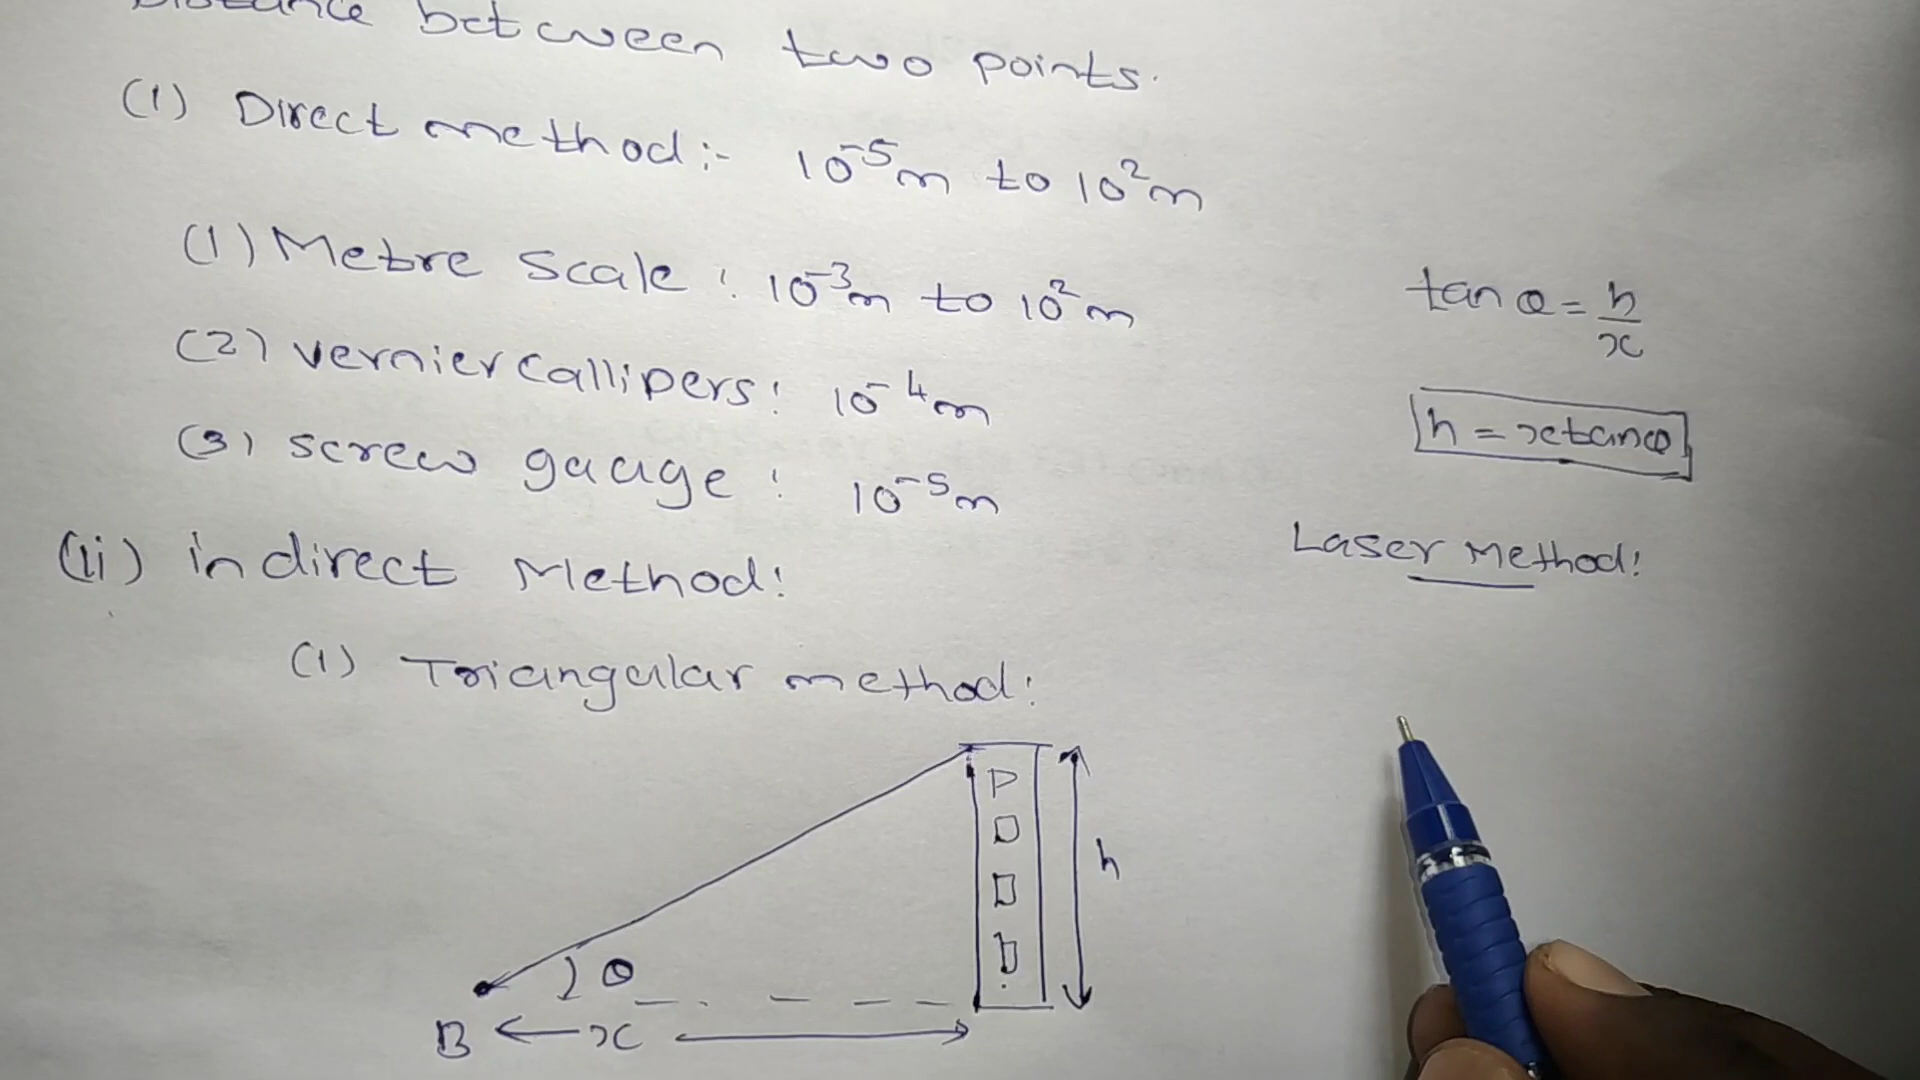 Distance between two points.
(1) Direct method :- 10⁻⁵m to 10²m
(1) Metre Scale : 10⁻³m to 10²m
(2) vernier callipers : 10⁻⁴m
(3) screw gauge : 10⁻⁵m
(ii) indirect Method :
(1) Triangular method :
h
θ
B x
tan θ = h/x
h = x tan θ
Laser Method :